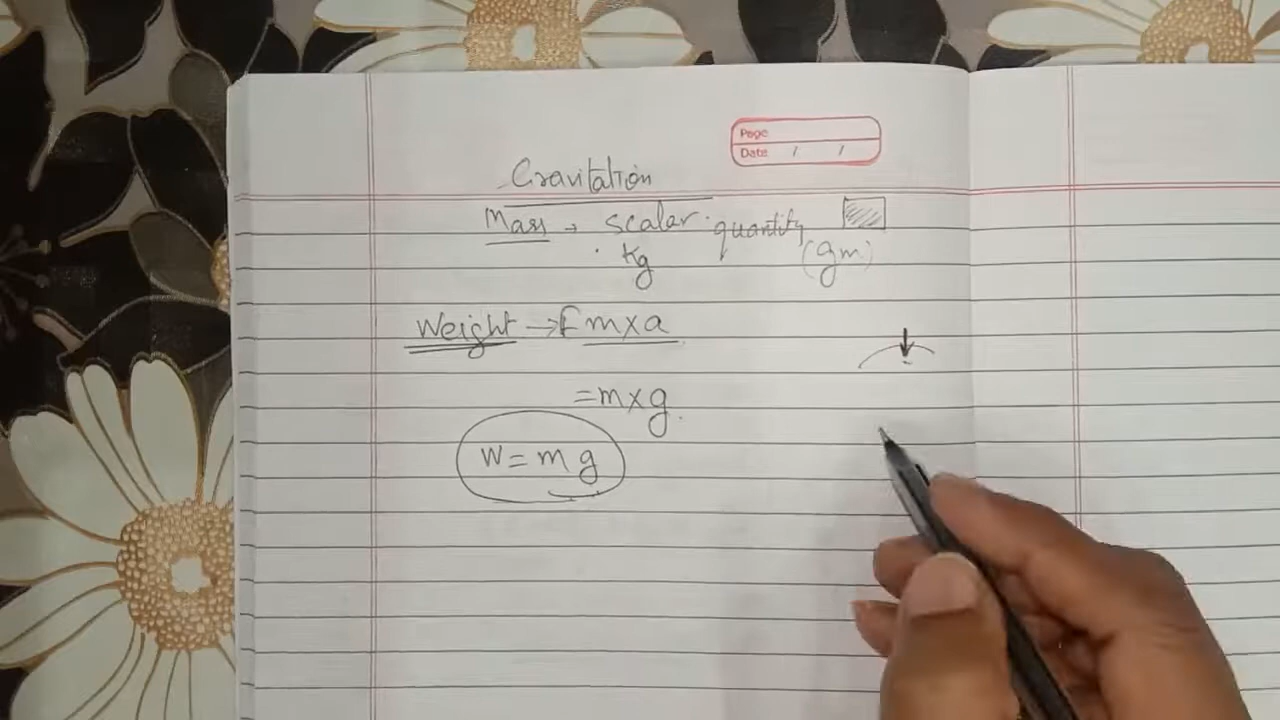 Page
Date / /
Gravitation
Mass → scalar quantity
Kg (gm)
Weight → F m x a
= m x g
W = m g